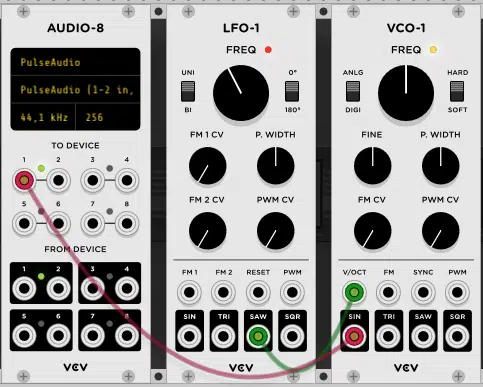 AUDIO-8
PulseAudio
PulseAudio (1-2 in,
44,1 kHz 256
TO DEVICE
1 2 3 4
5 6 7 8
FROM DEVICE
1 2 3 4
5 6 7 8
VCV
LFO-1
FREQ
UNI 0°
BI 180°
FM 1 CV P. WIDTH
FM 2 CV PWM CV
FM 1 FM 2 RESET PWM
SIN TRI SAW SQR
VCV
VCO-1
FREQ
ANLG HARD
DIGI SOFT
FINE P. WIDTH
FM CV PWM CV
V/OCT FM SYNC PWM
SIN TRI SAW SQR
VCV